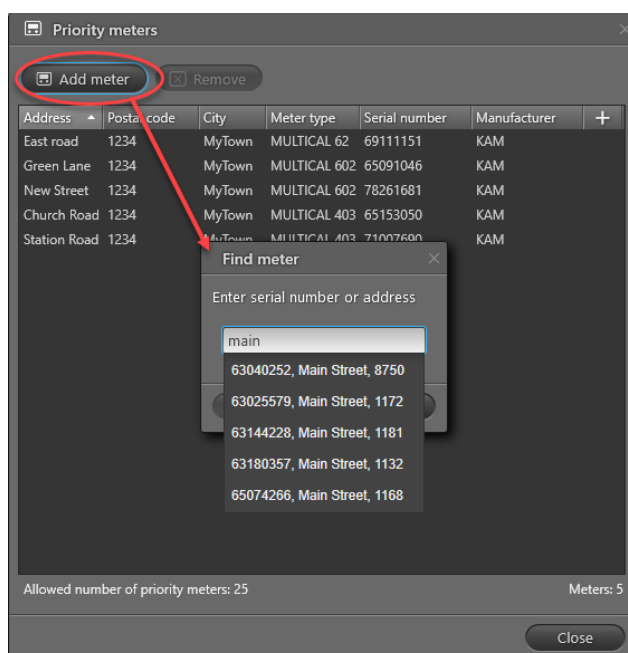 Priority meters
Add meter Remove
Address Postal code City Meter type Serial number Manufacturer +
East road 1234 MyTown MULTICAL 62 69111151 KAM
Green Lane 1234 MyTown MULTICAL 602 65091046 KAM
New Street 1234 MyTown MULTICAL 602 78261681 KAM
Church Road 1234 MyTown MULTICAL 403 65153050 KAM
Station Road 1234 MyTown MULTICAL 403 71007690 KAM
Find meter
Enter serial number or address
main
63040252, Main Street, 8750
63025579, Main Street, 1172
63144228, Main Street, 1181
63180357, Main Street, 1132
65074266, Main Street, 1168
Allowed number of priority meters: 25 Meters: 5
Close